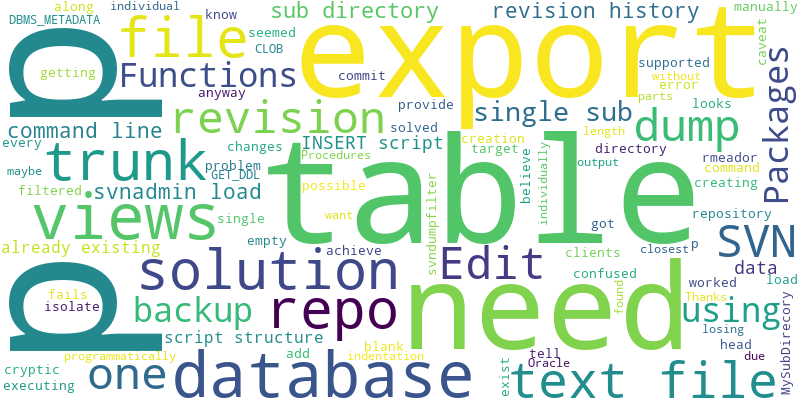 along
individual
know
DBMS_METADATA
sub directory
revision history
manually
caveat
file
seemed
CLOB
export
a
getting
Functions
commit
supported
without
error
anyway
revision
provide
single sub
parts
looks
Packages
command line
solved
dump
every
changes
INSERT script
creation
length
trunk
Procedures
target
directory
maybe
problem
GET_DDL
believe
individually
output
rmeador
command
filtered
svnadmin load
possible
table
creating
views
single
want
svndumpfilter
got
repository
already existing
empty
achieve
clients
closest
p
SVN
solution
Edit
confused
data
load
fails
isolate
a
backup
repo
need
found
worked
Thanks
using
MySubDirecory
script structure
add
blank
losing
head
programmatically
indentation
tell
Oracle
due
cryptic
executing
one
database
exist
text file